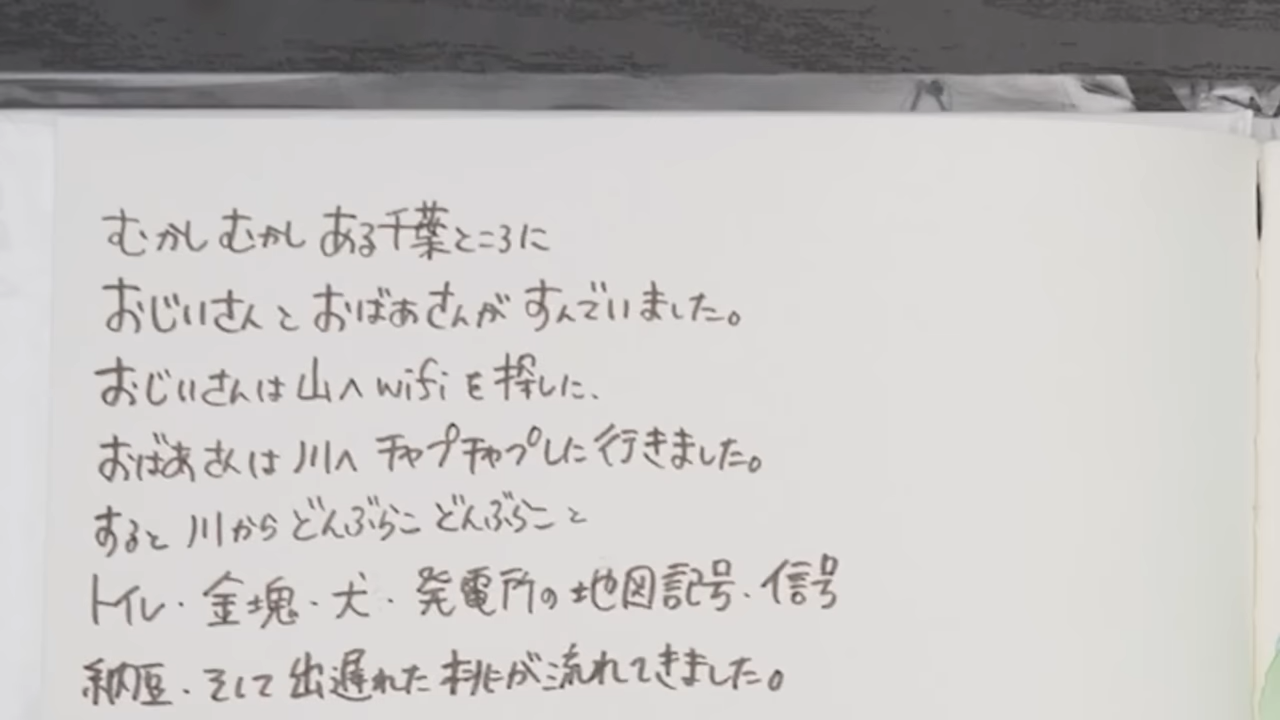 むかしむかし ある千葉ところに
おじいさんとおばあさんが すんでいました。
おじいさんは山へwifiを探しに、
おばあさんは川へ チャプチャプしに行きました。
すると川から どんぶらこ どんぶらこと
トイレ・金塊・犬・発電所の地図記号・信号
納豆・そして出遅れた桃が流れてきました。